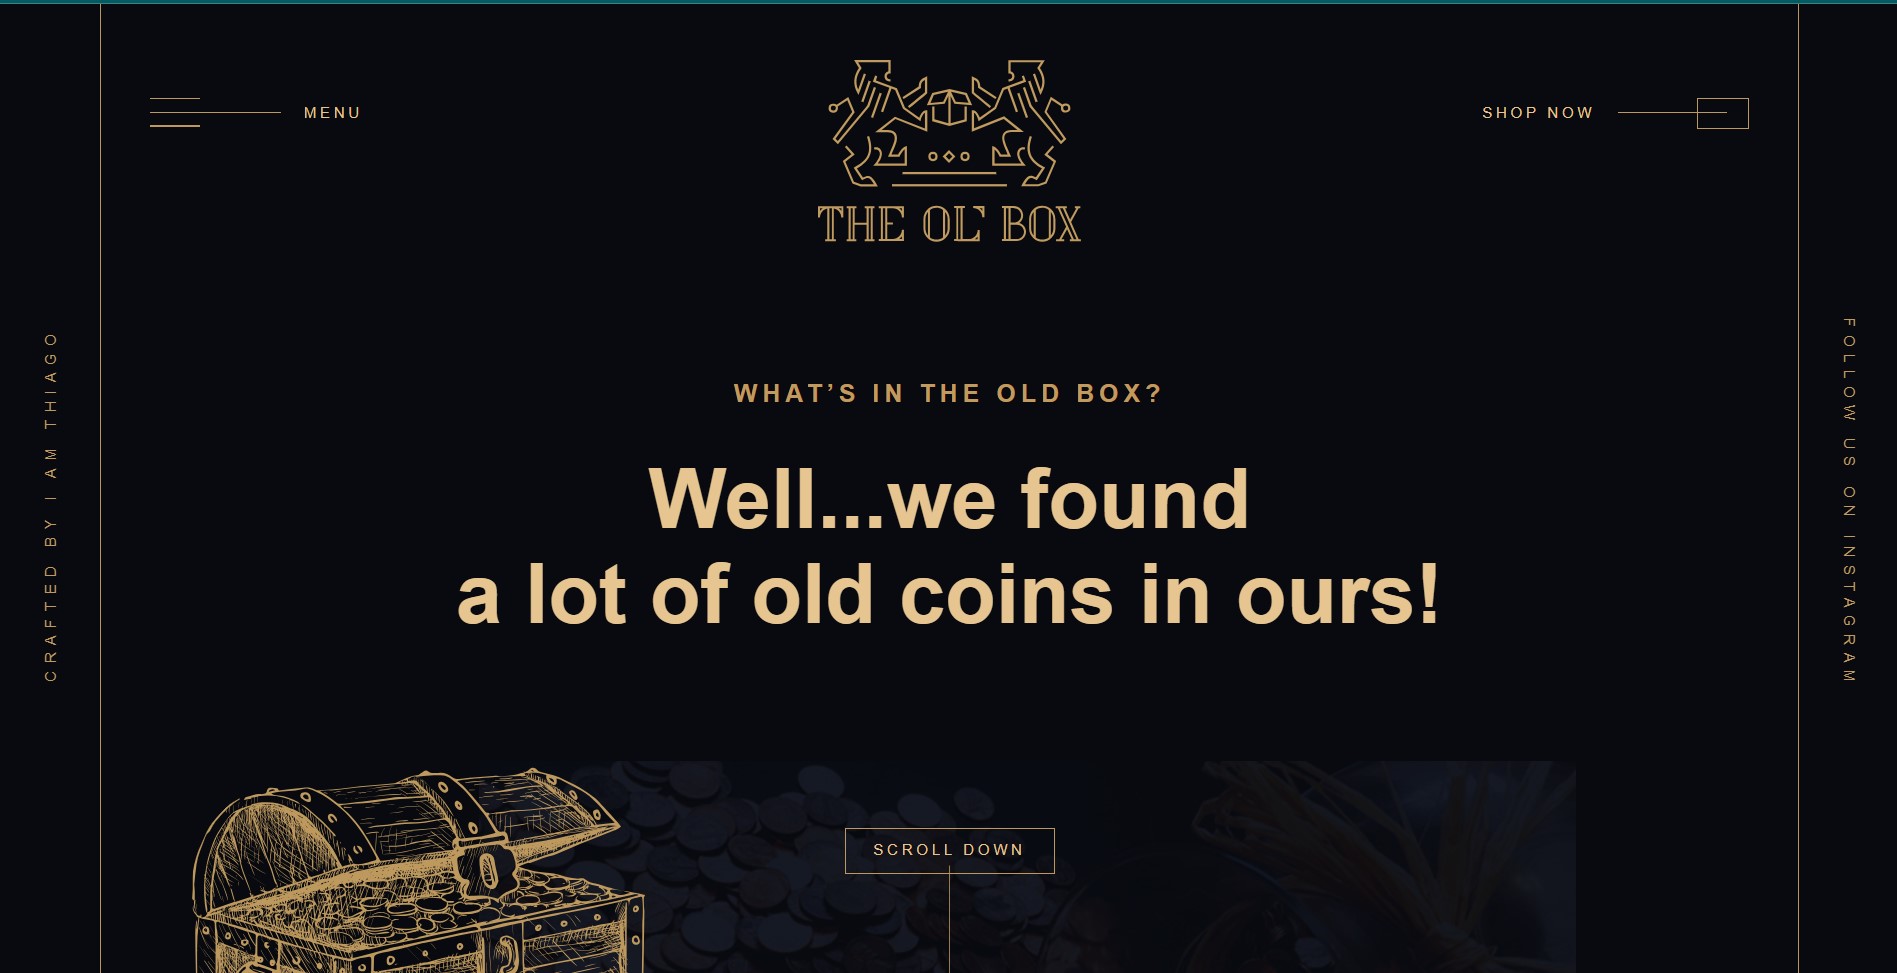 MENU
SHOP NOW
THE OL' BOX
CRAFTED BY I AM THIAGO
FOLLOW US ON INSTAGRAM
WHAT’S IN THE OLD BOX?
Well...we found
a lot of old coins in ours!
SCROLL DOWN